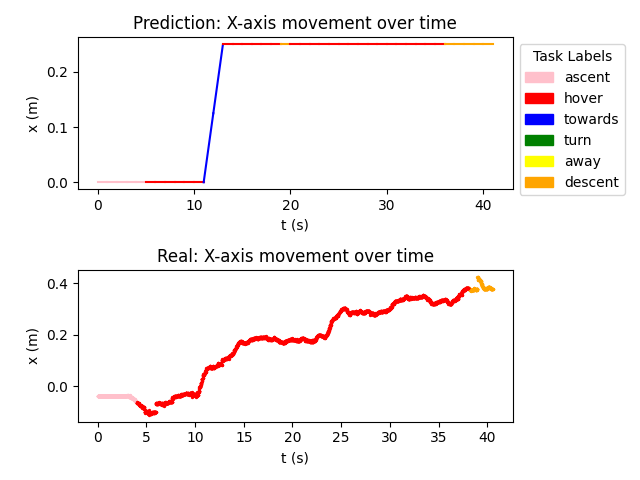 Prediction: X-axis movement over time
x (m)
0.2
0.1
0.0
0
10
20
30
40
t (s)
Task Labels
ascent
hover
towards
turn
away
descent
Real: X-axis movement over time
x (m)
0.4
0.2
0.0
0
5
10
15
20
25
30
35
40
t (s)